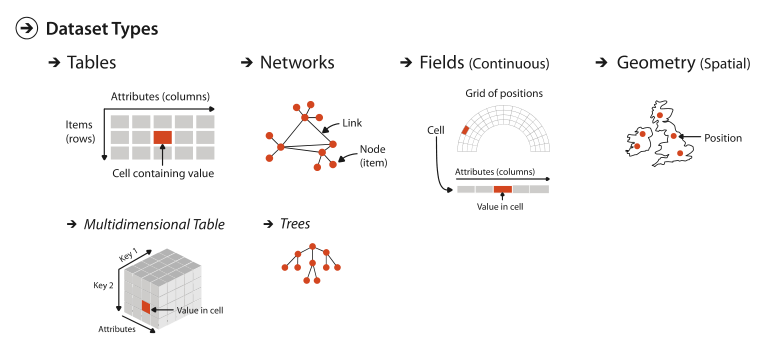 Dataset Types
Tables
Attributes (columns)
Items
(rows)
Cell containing value
Multidimensional Table
Key 1
Key 2
Value in cell
Attributes
Networks
Link
Node
(item)
Trees
Fields (Continuous)
Grid of positions
Cell
Attributes (columns)
Value in cell
Geometry (Spatial)
Position